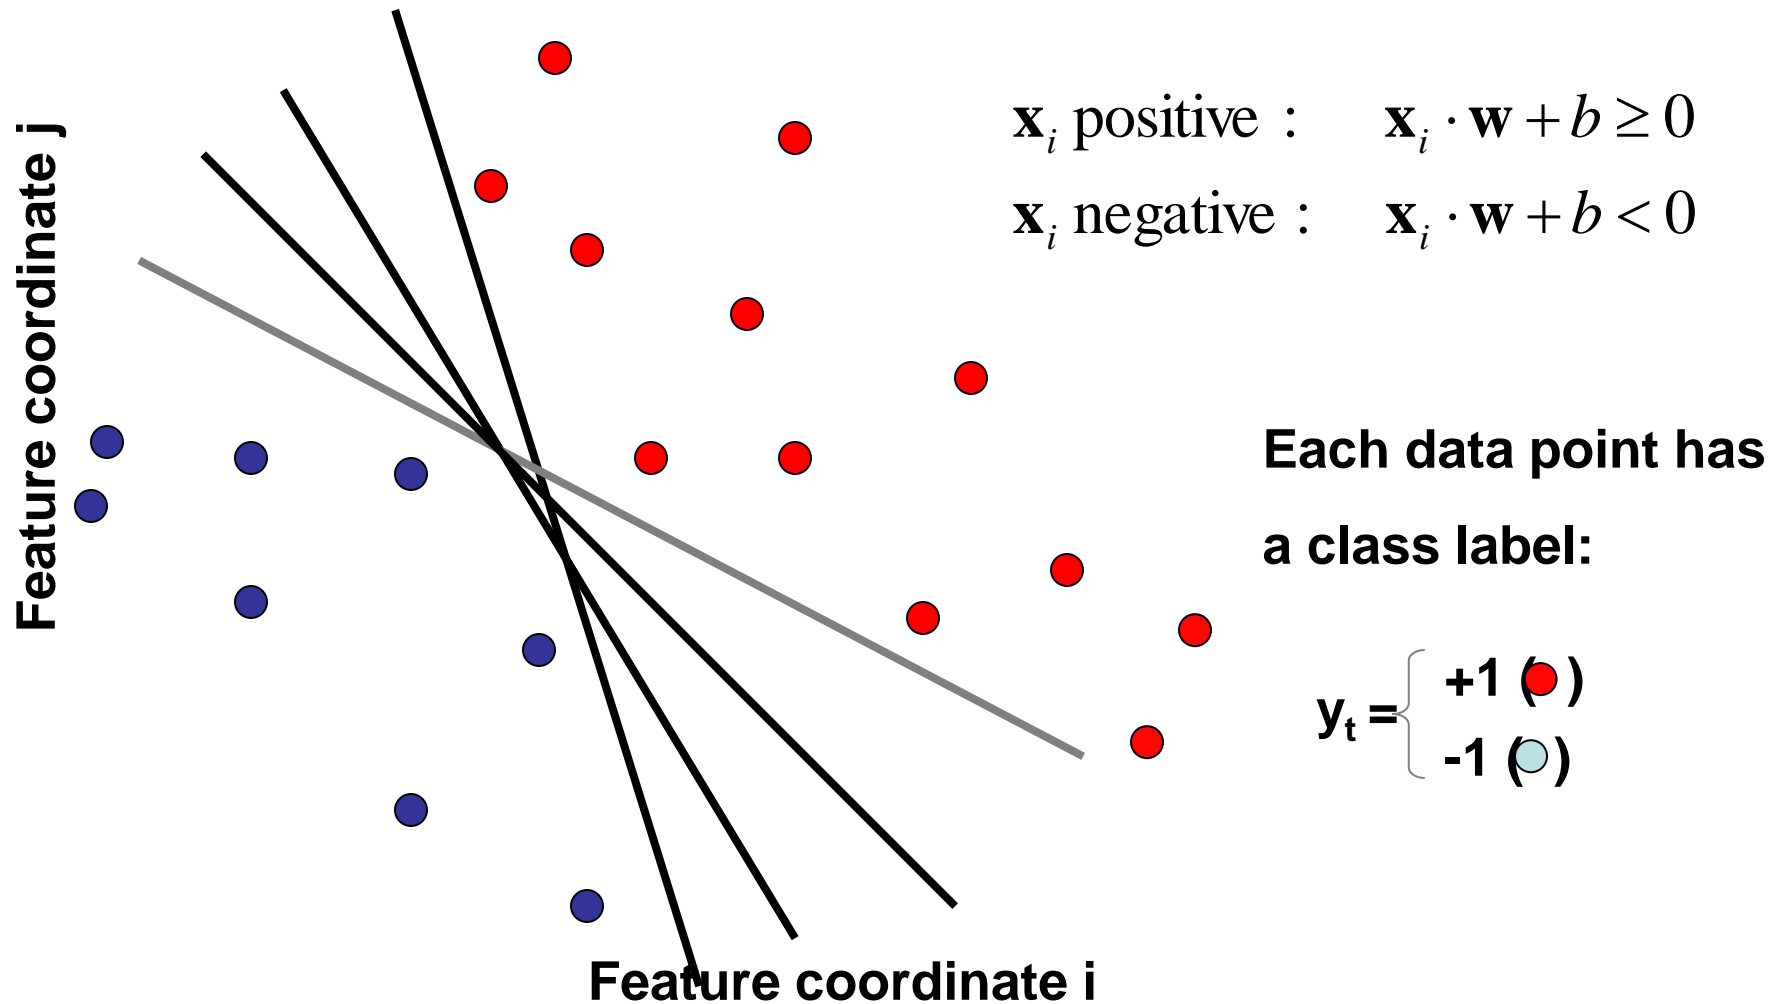 Feature coordinate j
xᵢ positive : xᵢ · w + b ≥ 0
xᵢ negative : xᵢ · w + b < 0
Each data point has
a class label:
yₜ =
+1 ( )
-1 ( )
Feature coordinate i